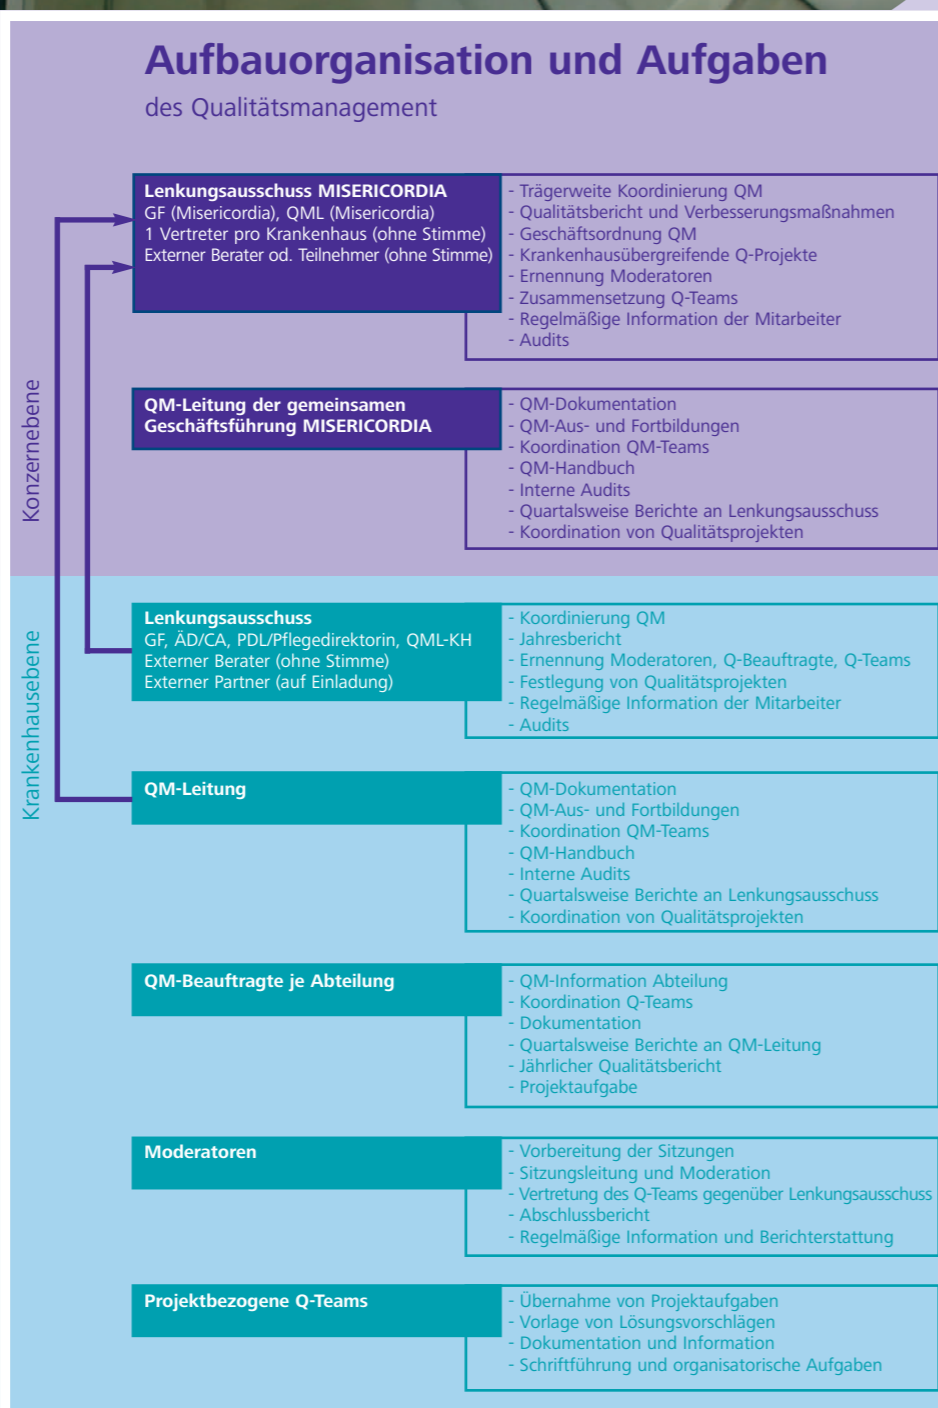 Aufbauorganisation und Aufgaben
des Qualitätsmanagement
Konzernebene
Lenkungsausschuss MISERICORDIA
GF (Misericordia), QML (Misericordia)
1 Vertreter pro Krankenhaus (ohne Stimme)
Externer Berater od. Teilnehmer (ohne Stimme)
- Trägerweite Koordinierung QM
- Qualitätsbericht und Verbesserungsmaßnahmen
- Geschäftsordnung QM
- Krankenhausübergreifende Q-Projekte
- Ernennung Moderatoren
- Zusammensetzung Q-Teams
- Regelmäßige Information der Mitarbeiter
- Audits
QM-Leitung der gemeinsamen
Geschäftsführung MISERICORDIA
- QM-Dokumentation
- QM-Aus- und Fortbildungen
- Koordination QM-Teams
- QM-Handbuch
- Interne Audits
- Quartalsweise Berichte an Lenkungsausschuss
- Koordination von Qualitätsprojekten
Krankenhausebene
Lenkungsausschuss
GF, ÄD/CA, PDL/Pflegedirektorin, QML-KH
Externer Berater (ohne Stimme)
Externer Partner (auf Einladung)
- Koordinierung QM
- Jahresbericht
- Ernennung Moderatoren, Q-Beauftragte, Q-Teams
- Festlegung von Qualitätsprojekten
- Regelmäßige Information der Mitarbeiter
- Audits
QM-Leitung
- QM-Dokumentation
- QM-Aus- und Fortbildungen
- Koordination QM-Teams
- QM-Handbuch
- Interne Audits
- Quartalsweise Berichte an Lenkungsausschuss
- Koordination von Qualitätsprojekten
QM-Beauftragte je Abteilung
- QM-Information Abteilung
- Koordination Q-Teams
- Dokumentation
- Quartalsweise Berichte an QM-Leitung
- Jährlicher Qualitätsbericht
- Projektaufgabe
Moderatoren
- Vorbereitung der Sitzungen
- Sitzungsleitung und Moderation
- Vertretung des Q-Teams gegenüber Lenkungsausschuss
- Abschlussbericht
- Regelmäßige Information und Berichterstattung
Projektbezogene Q-Teams
- Übernahme von Projektaufgaben
- Vorlage von Lösungsvorschlägen
- Dokumentation und Information
- Schriftführung und organisatorische Aufgaben